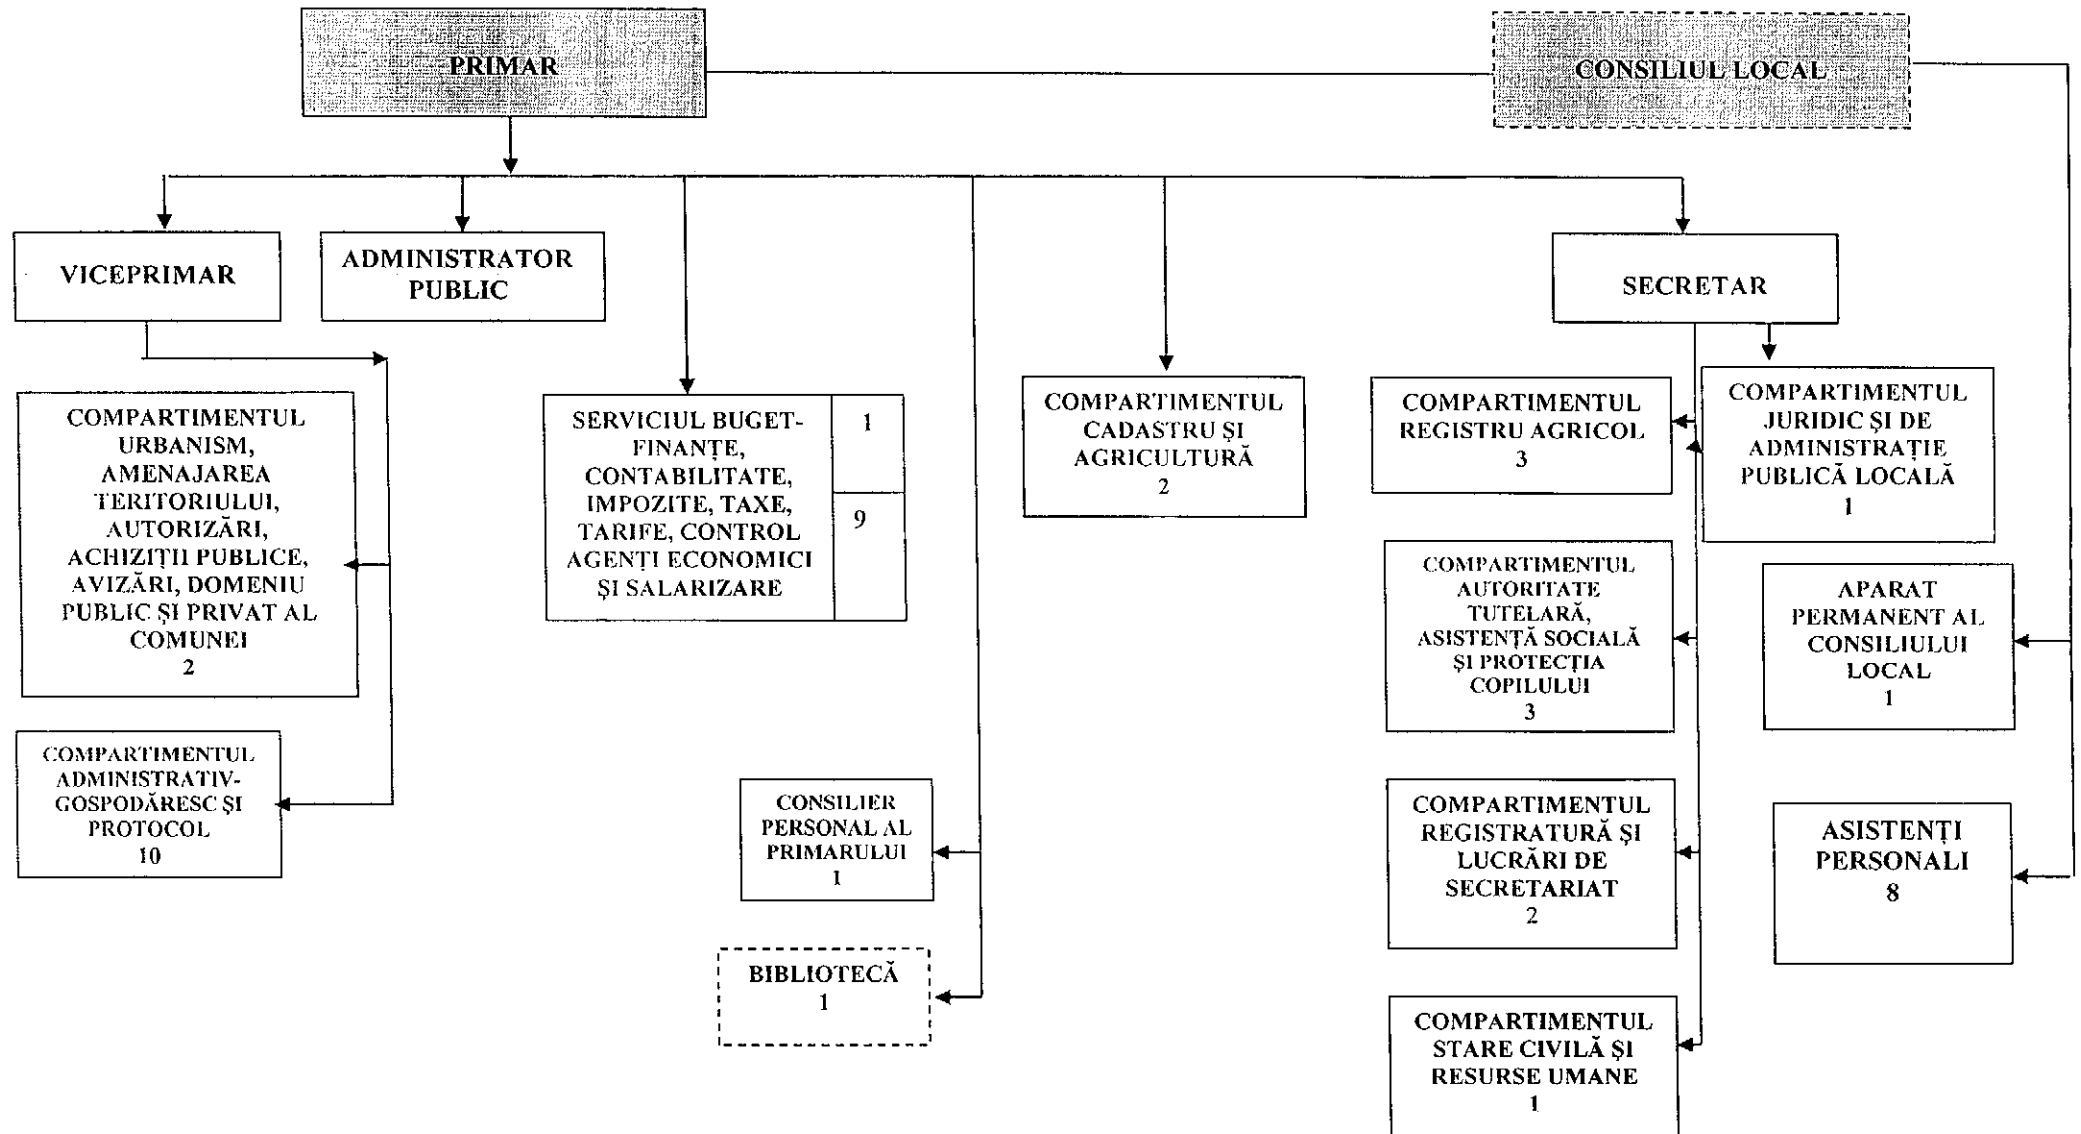 PRIMAR
CONSILIUL LOCAL
VICEPRIMAR
ADMINISTRATOR
PUBLIC
SECRETAR
COMPARTIMENTUL
URBANISM,
AMENAJAREA
TERITORIULUI,
AUTORIZĂRI,
ACHIZIȚII PUBLICE,
AVIZĂRI, DOMENIU
PUBLIC ȘI PRIVAT AL
COMUNEI
2
SERVICIUL BUGET-
FINANȚE,
CONTABILITATE,
IMPOZITE, TAXE,
TARIFE, CONTROL
AGENȚI ECONOMICI
ȘI SALARIZARE
1
9
COMPARTIMENTUL
CADASTRU ȘI
AGRICULTURĂ
2
COMPARTIMENTUL
REGISTRU AGRICOL
3
COMPARTIMENTUL
JURIDIC ȘI DE
ADMINISTRAȚIE
PUBLICĂ LOCALĂ
1
COMPARTIMENTUL
AUTORITATE
TUTELARĂ,
ASISTENȚĂ SOCIALĂ
ȘI PROTECȚIA
COPILULUI
3
APARAT
PERMANENT AL
CONSILIULUI
LOCAL
1
COMPARTIMENTUL
ADMINISTRATIV-
GOSPODĂRESC ȘI
PROTOCOL
10
CONSILIER
PERSONAL AL
PRIMARULUI
1
COMPARTIMENTUL
REGISTRATURĂ ȘI
LUCRĂRI DE
SECRETARIAT
2
ASISTENȚI
PERSONALI
8
BIBLIOTECĂ
1
COMPARTIMENTUL
STARE CIVILĂ ȘI
RESURSE UMANE
1